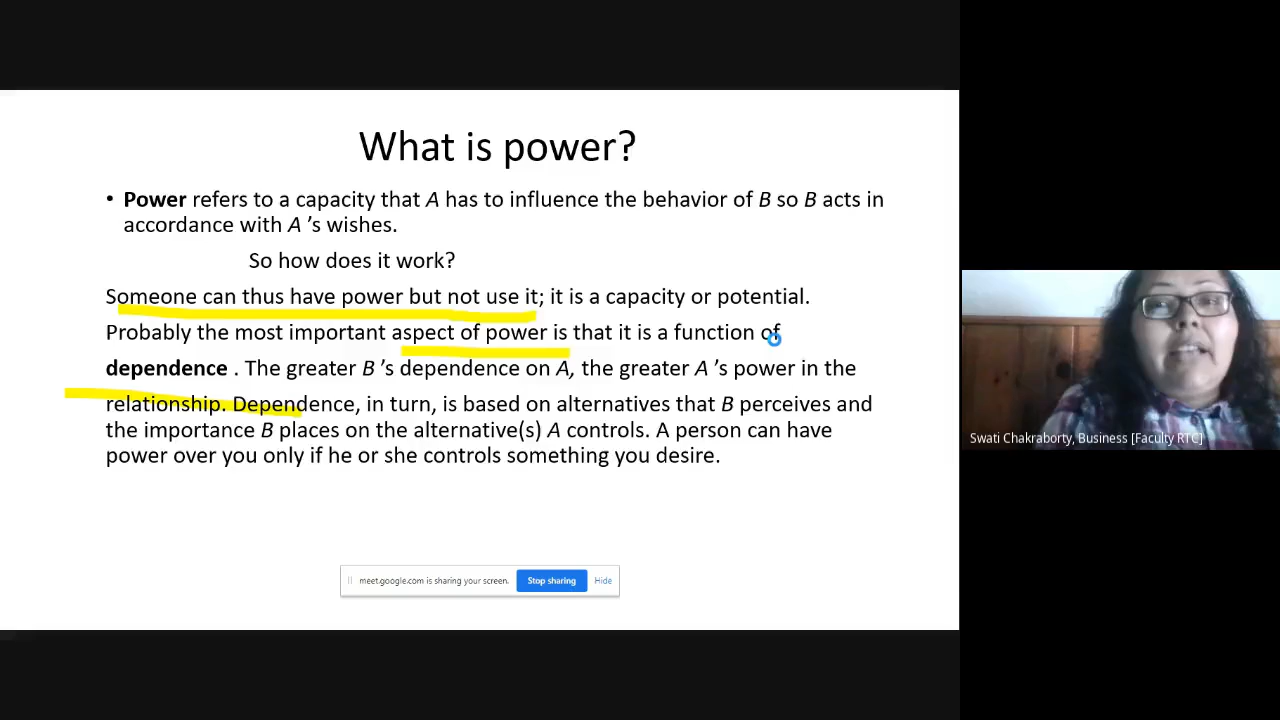 What is power?
• Power refers to a capacity that A has to influence the behavior of B so B acts in
accordance with A ’s wishes.
So how does it work?
Someone can thus have power but not use it; it is a capacity or potential.
Probably the most important aspect of power is that it is a function of
dependence . The greater B ’s dependence on A, the greater A ’s power in the
relationship. Dependence, in turn, is based on alternatives that B perceives and
the importance B places on the alternative(s) A controls. A person can have
power over you only if he or she controls something you desire.
meet.google.com is sharing your screen. Stop sharing Hide
Swati Chakraborty, Business [Faculty RTC]